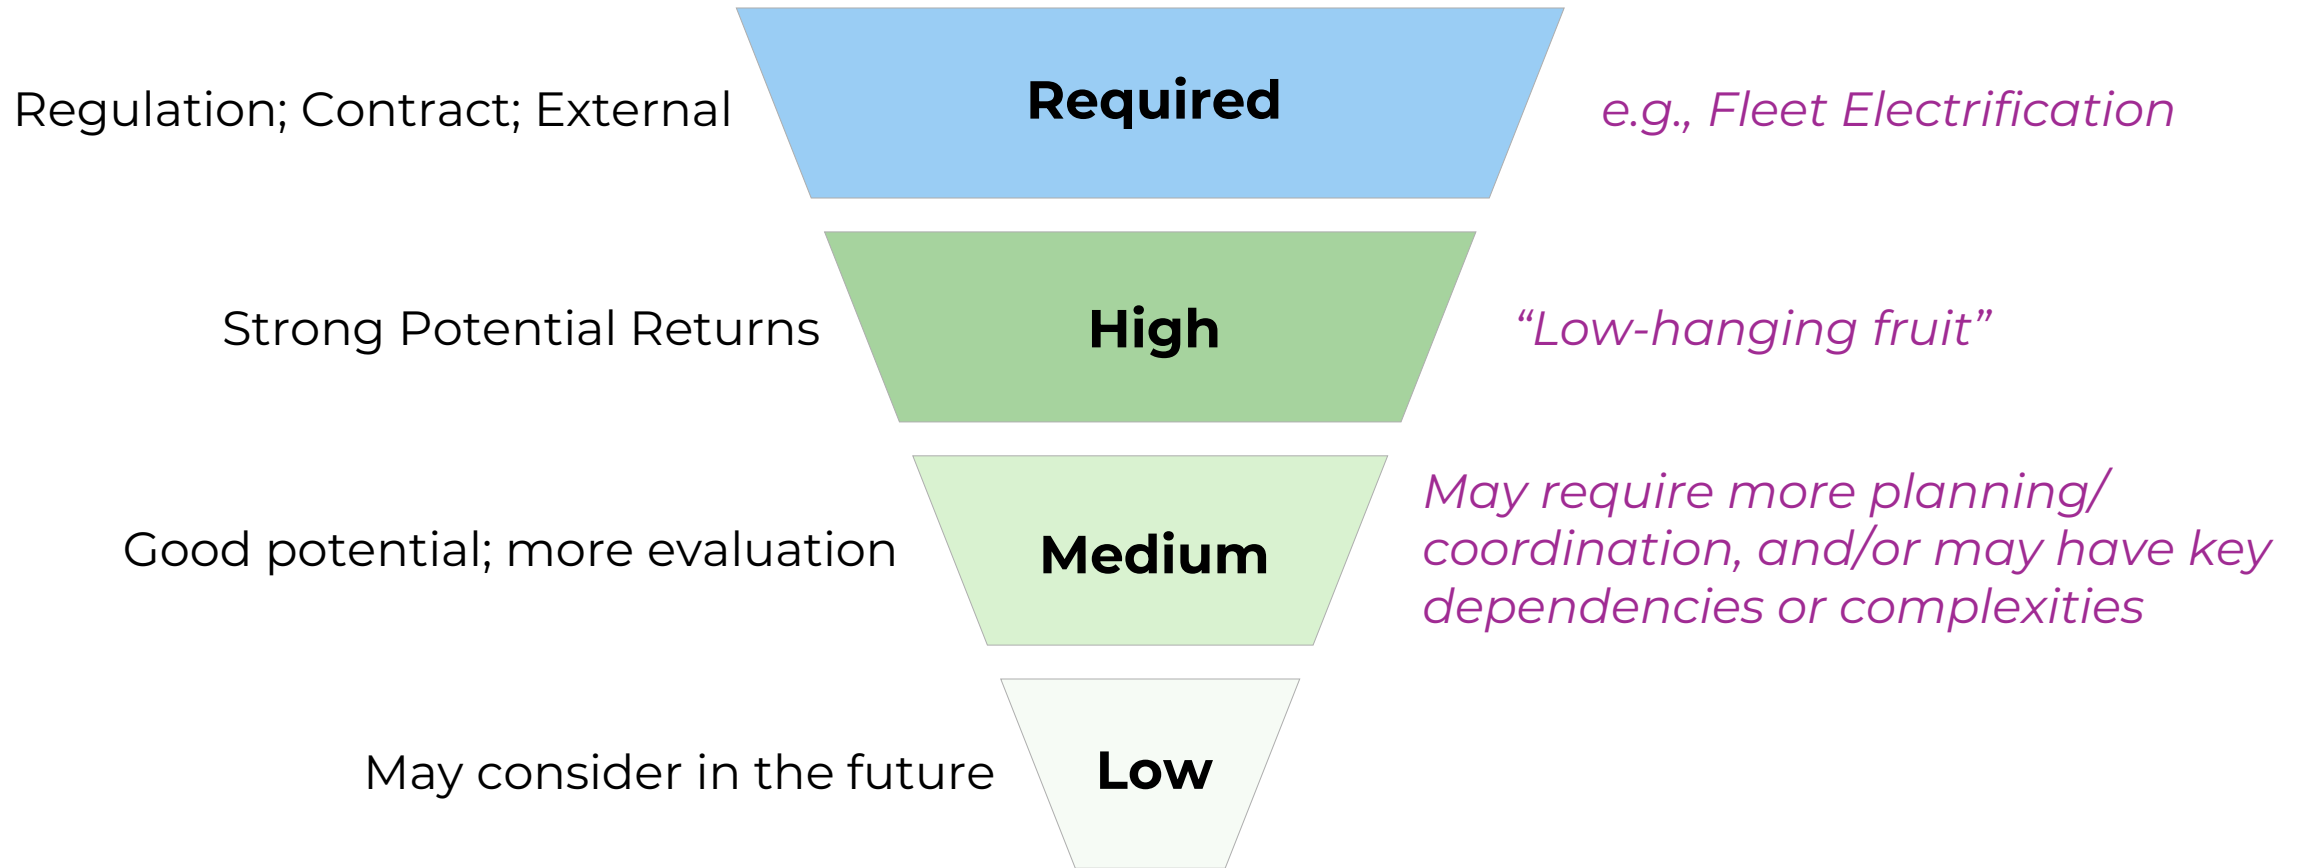 Regulation; Contract; External
Required
e.g., Fleet Electrification
Strong Potential Returns
High
“Low-hanging fruit”
Good potential; more evaluation
Medium
May require more planning/
coordination, and/or may have key
dependencies or complexities
May consider in the future
Low